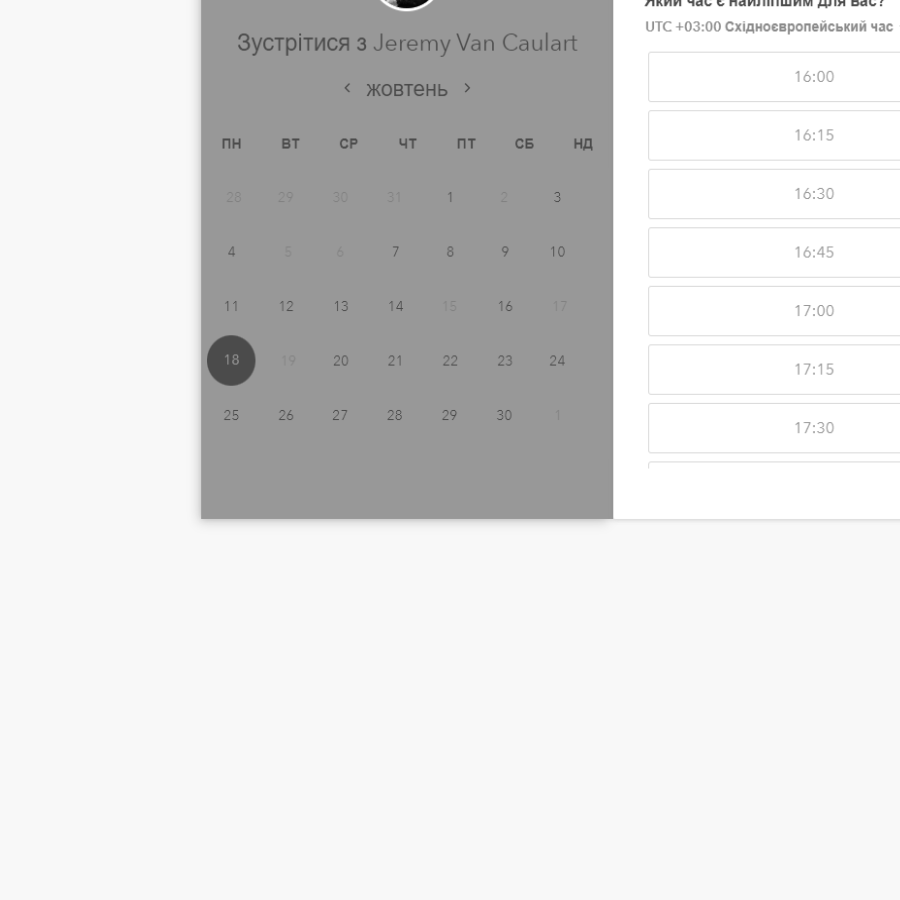 Зустрітися з Jeremy Van Caulart
жовтень
ПН ВТ СР ЧТ ПТ СБ НД
28 29 30 31 1 2 3
4 5 6 7 8 9 10
11 12 13 14 15 16 17
18 19 20 21 22 23 24
25 26 27 28 29 30 1
Який час є найліпшим для вас?
UTC +03:00 Східноєвропейський час
16:00
16:15
16:30
16:45
17:00
17:15
17:30